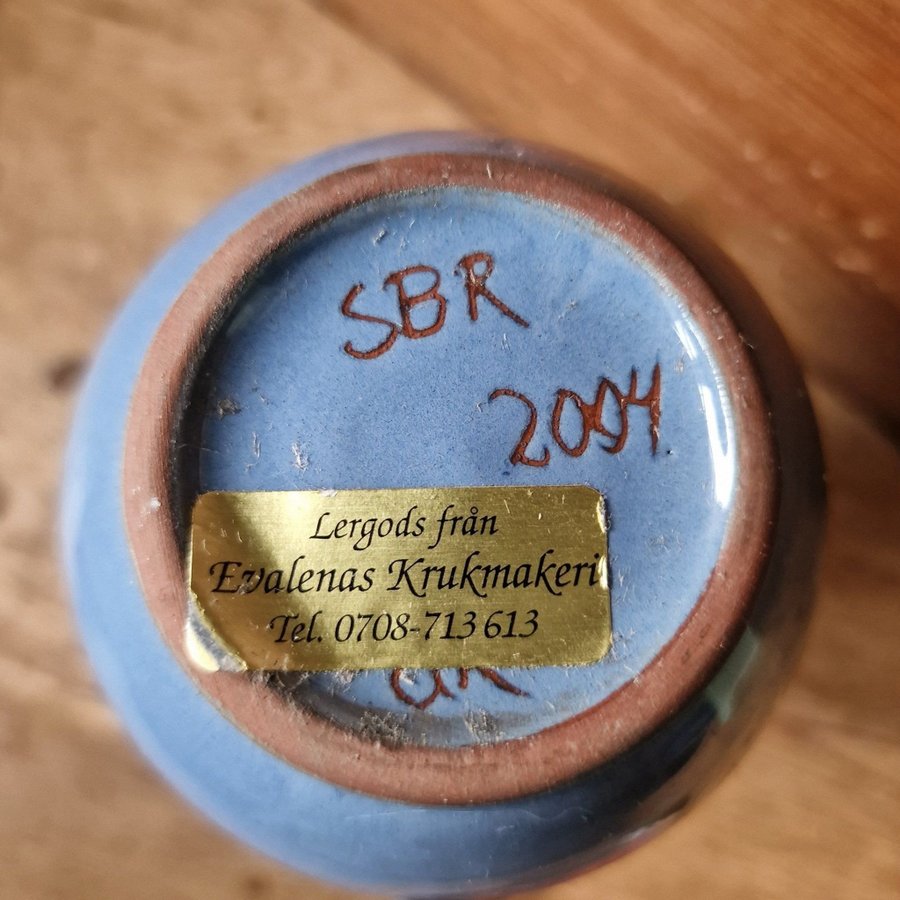 SBR
2004
Lergods från
Evalenas Krukmakeri
Tel. 0708-713 613